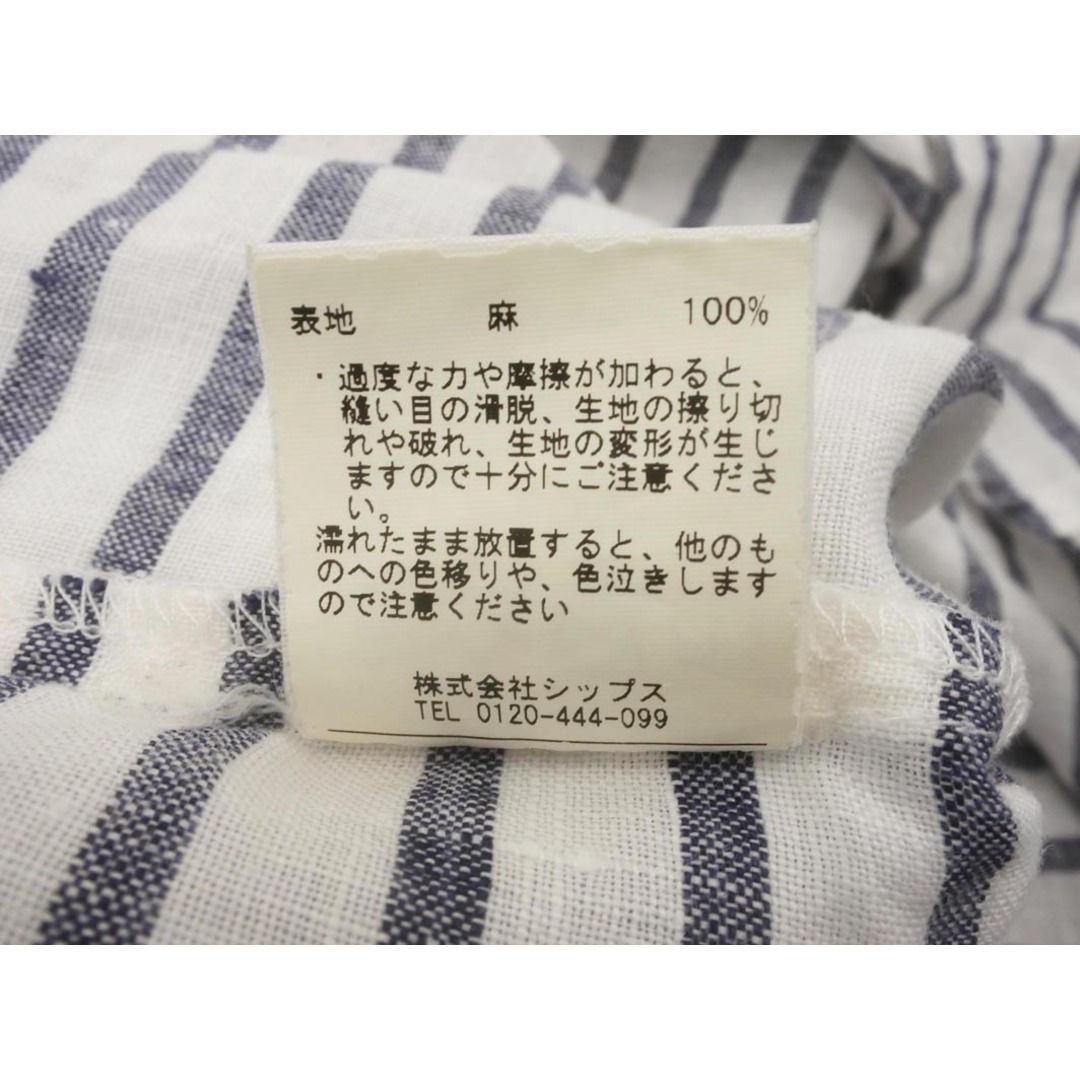 表地 麻 100%
・過度な力や摩擦が加わると、
縫い目の滑脱、生地の擦り切
れや破れ、生地の変形が生じ
ますので十分にご注意くださ
い。
濡れたまま放置すると、他のも
のへの色移りや、色泣きします
ので注意ください
株式会社シップス
TEL 0120-444-099